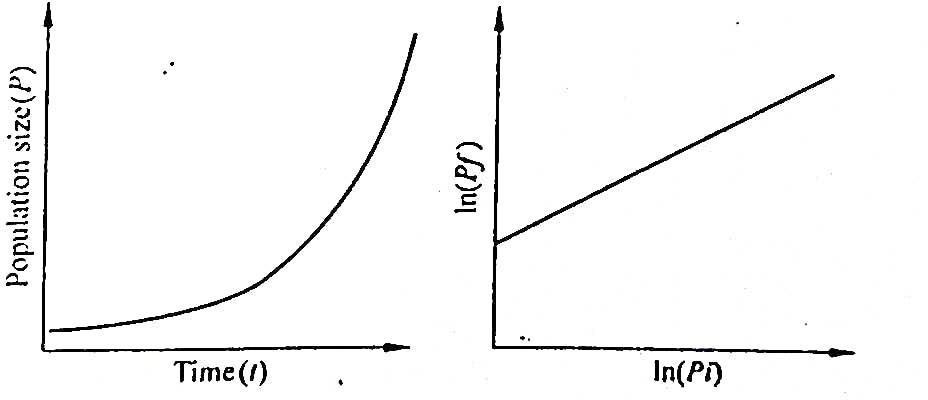 Population size(P)
Time(t)
ln(Pf)
ln(Pi)